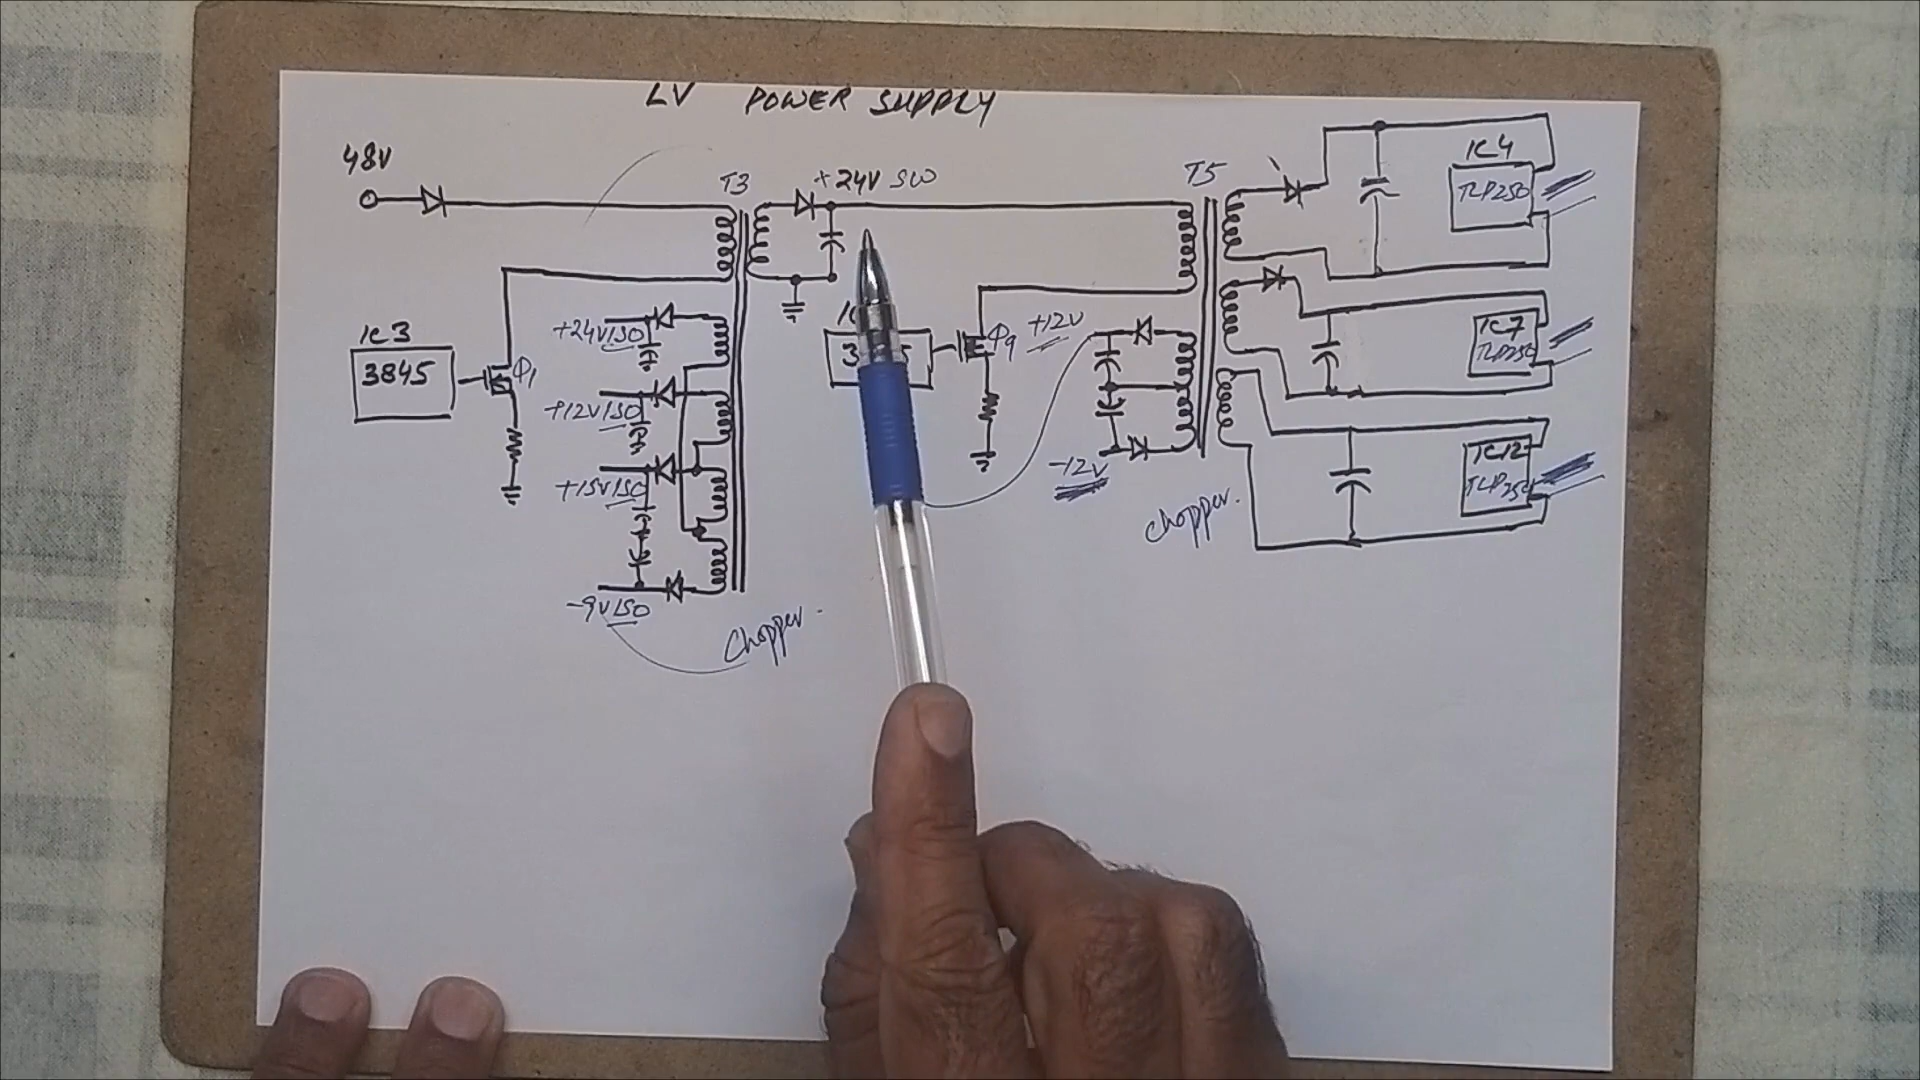 LV POWER SUPPLY
48V
T3
+24V SW
T5
IC4
TLP250
IC3
3845
Q1
+24V ISO
+12V ISO
+15V ISO
-9V ISO
Chopper.
Q9
+12V
-12V
Chopper.
IC7
TLP250
IC12